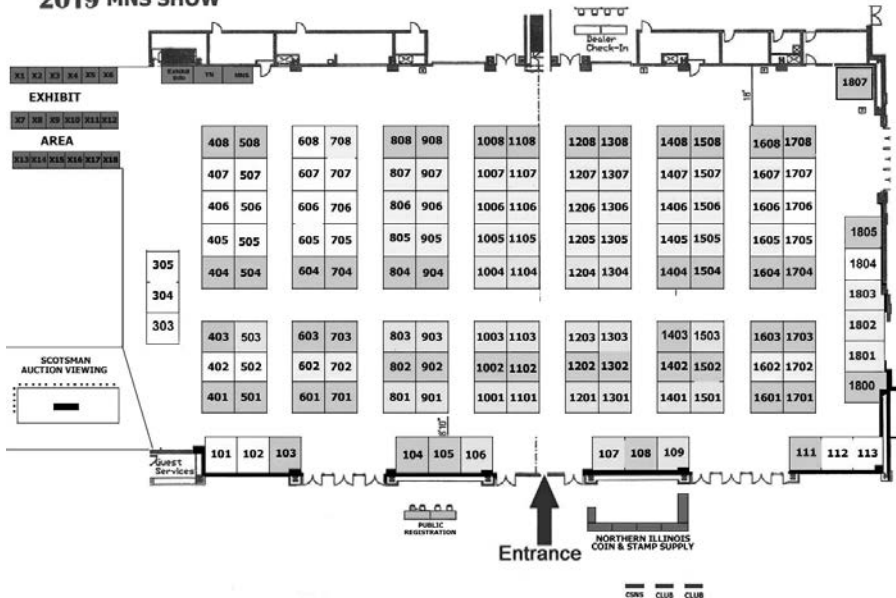 2019 MNS SHOW
Dealer
Check-In
X1 X2 X3 X4 X5 X6
TN MNS
1807
EXHIBIT
18'
X7 X8 X9 X10 X11 X12
AREA
X13 X14 X15 X16 X17 X18
408 508 608 708 808 908 1008 1108 1208 1308 1408 1508 1608 1708
407 507 607 707 807 907 1007 1107 1207 1307 1407 1507 1607 1707
406 506 606 706 806 906 1006 1106 1206 1306 1406 1506 1606 1706
405 505 605 705 805 905 1005 1105 1205 1305 1405 1505 1605 1705
404 504 604 704 804 904 1004 1104 1204 1304 1404 1504 1604 1704
305
304
303
1805
1804
1803
1802
1801
1800
403 503 603 703 803 903 1003 1103 1203 1303 1403 1503 1603 1703
402 502 602 702 802 902 1002 1102 1202 1302 1402 1502 1602 1702
401 501 601 701 801 901 1001 1101 1201 1301 1401 1501 1601 1701
SCOTSMAN
AUCTION VIEWING
101 102 103 104 105 106 107 108 109 111 112 113
Guest
Services
PUBLIC
REGISTRATION
Entrance
NORTHERN ILLINOIS
COIN & STAMP SUPPLY
CSNS CLUB CLUB